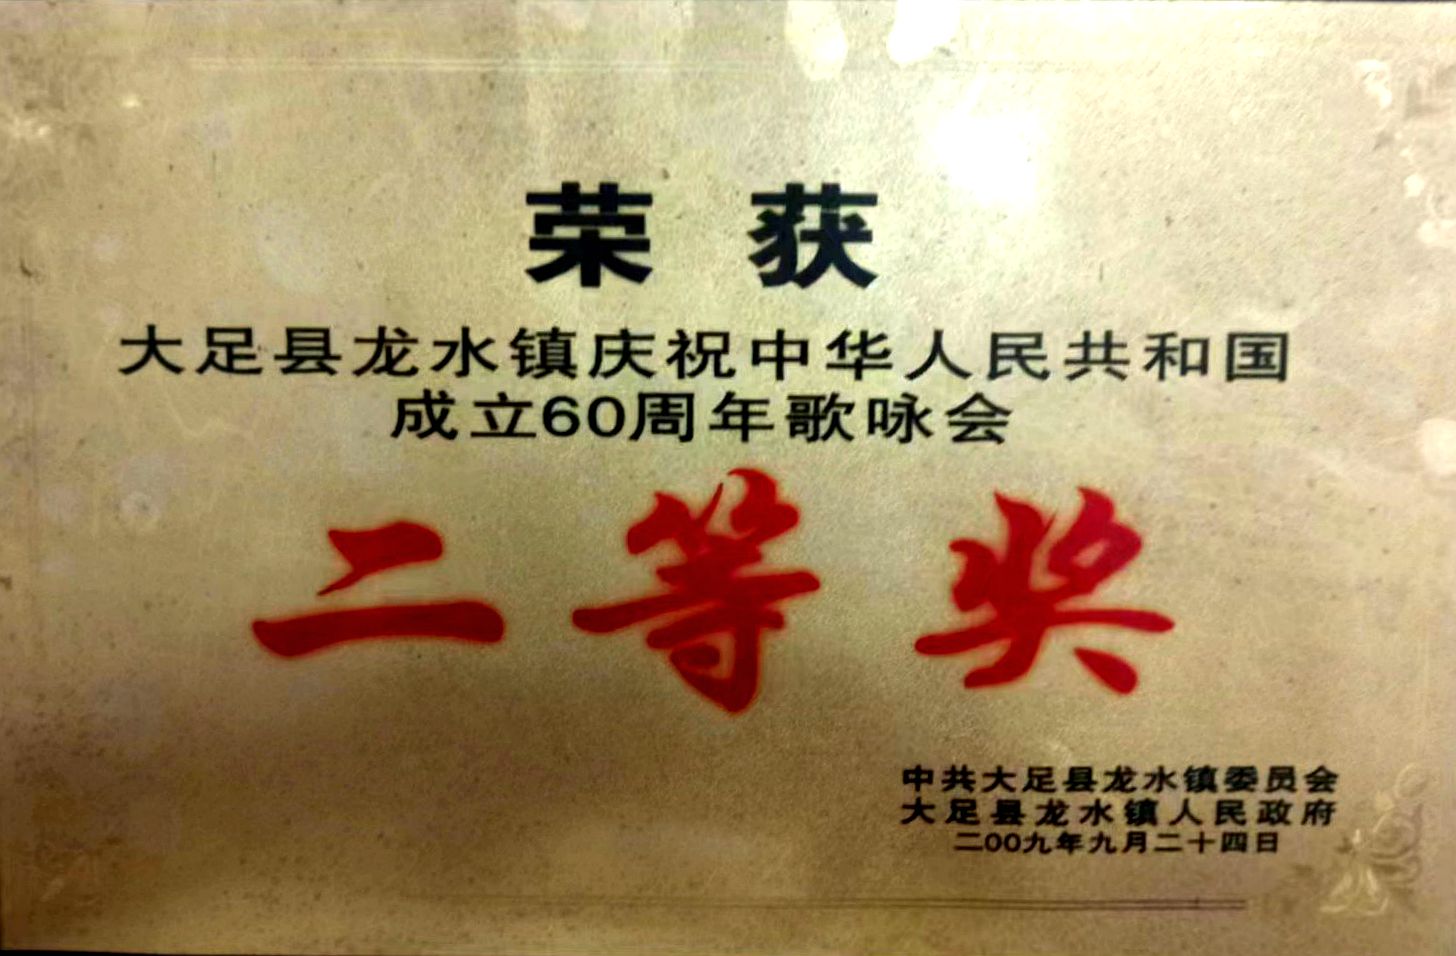 荣获
大足县龙水镇庆祝中华人民共和国
成立60周年歌咏会
二等奖
中共大足县龙水镇委员会
大足县龙水镇人民政府
二00九年九月二十四日